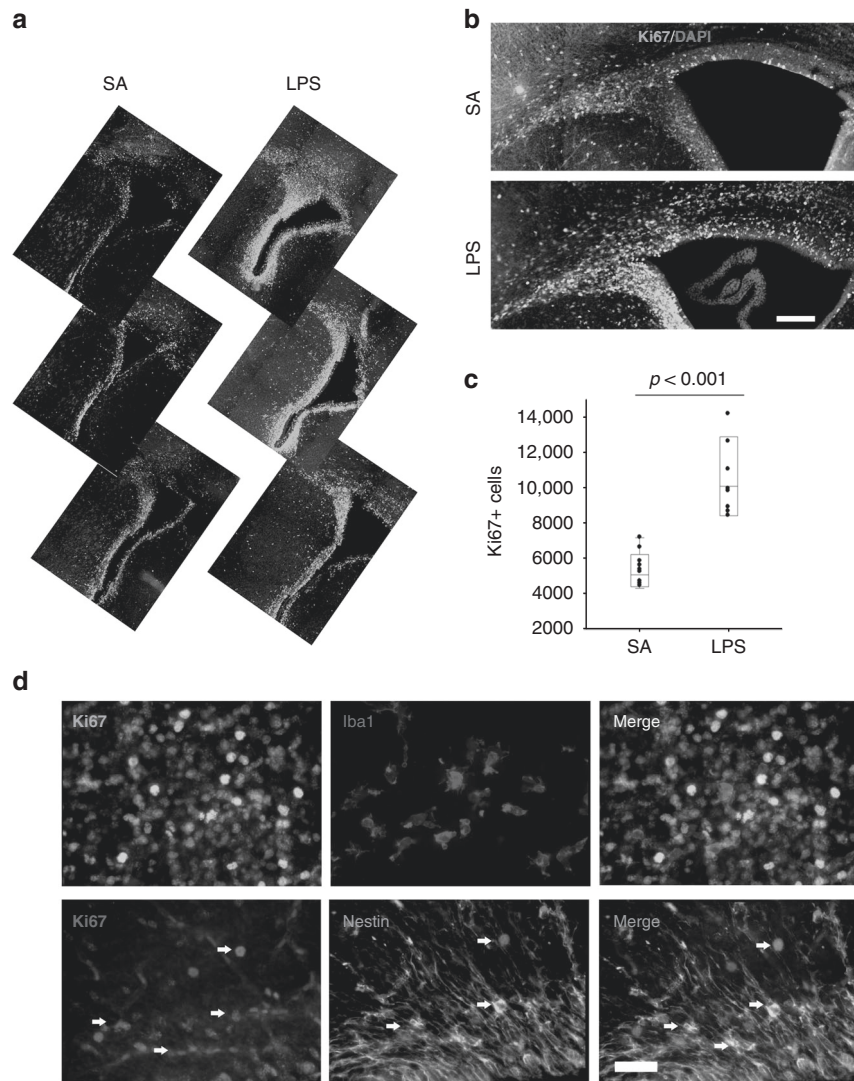 a
SA LPS
b
Ki67/DAPI
SA
LPS
c
p < 0.001
14,000
12,000
10,000
8000
6000
4000
2000
Ki67+ cells
SA LPS
d
Ki67 Iba1 Merge
Ki67 Nestin Merge